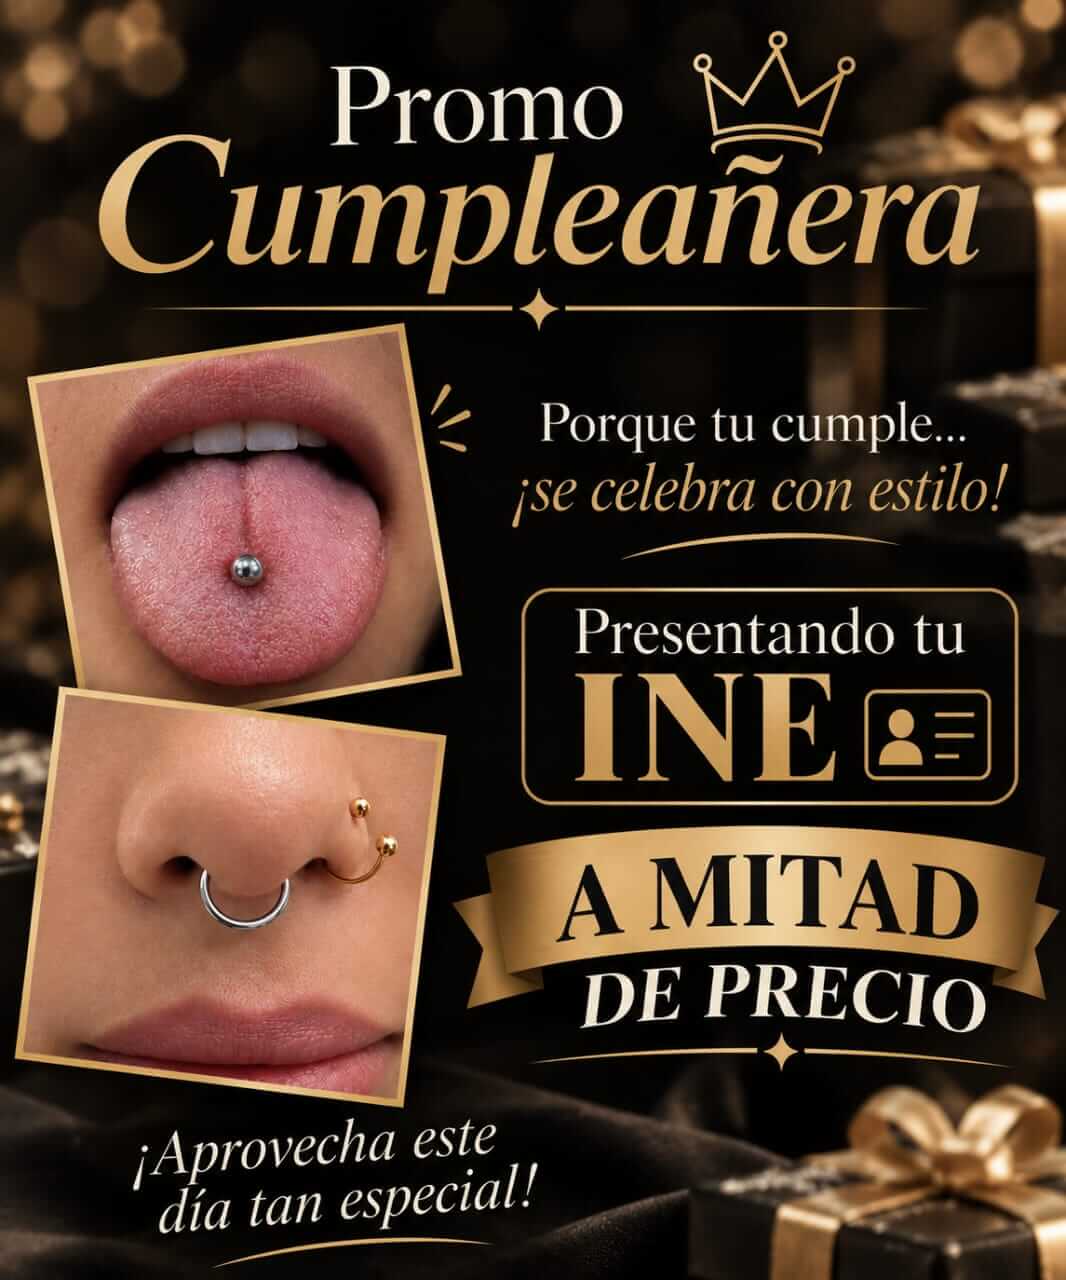 Promo
Cumpleañera
Porque tu cumple...
¡se celebra con estilo!
Presentando tu
INE
A MITAD
DE PRECIO
¡Aprovecha este
día tan especial!